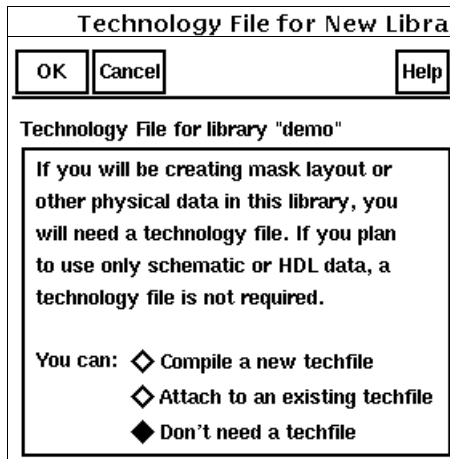 Technology File for New Libra
OK Cancel Help
Technology File for library "demo"
If you will be creating mask layout or
other physical data in this library, you
will need a technology file. If you plan
to use only schematic or HDL data, a
technology file is not required.
You can: Compile a new techfile
Attach to an existing techfile
Don't need a techfile